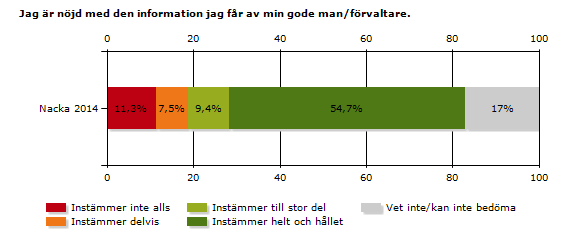 Jag är nöjd med den information jag får av min gode man/förvaltare.
0 20 40 60 80 100
Nacka 2014 11,3% 7,5% 9,4% 54,7% 17%
0 20 40 60 80 100
Instämmer inte alls Instämmer till stor del Vet inte/kan inte bedöma
Instämmer delvis Instämmer helt och hållet